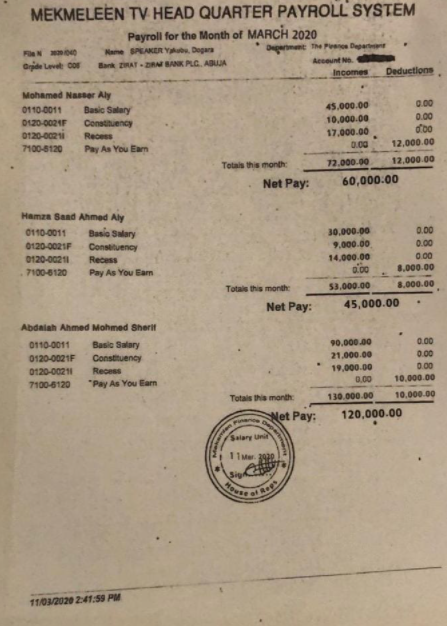 MEKMELEEN TV HEAD QUARTER PAYROLL SYSTEM
Payroll for the Month of MARCH 2020
File N Name SPEAKER Yakubu, Dogara Department: The Finance Department
Grade Level: Bank ZIRAT - ZIRAT BANK PLC, ABUJA Account No.
Incomes Deductions
Mohamed Nasser Aly
0110-0011 Basic Salary 45,000.00 0.00
0120-0021F Constituency 10,000.00 0.00
0120-0021I Recess 17,000.00 0.00
7100-6120 Pay As You Earn 0.00 12,000.00
Totals this month: 72,000.00 12,000.00
Net Pay: 60,000.00
Hamza Saad Ahmed Aly
0110-0011 Basic Salary 30,000.00 0.00
0120-0021F Constituency 9,000.00 0.00
0120-0021I Recess 14,000.00 0.00
7100-6120 Pay As You Earn 0.00 8,000.00
Totals this month: 53,000.00 8,000.00
Net Pay: 45,000.00
Abdalah Ahmed Mohmed Sherif
0110-0011 Basic Salary 90,000.00 0.00
0120-0021F Constituency 21,000.00 0.00
0120-0021I Recess 19,000.00 0.00
7100-6120 Pay As You Earn 0.00 10,000.00
Totals this month: 130,000.00 10,000.00
Net Pay: 120,000.00
Finance Department
Salary Unit
11 Mar. 2020
Sign
House of Reps
11/03/2020 2:41:59 PM